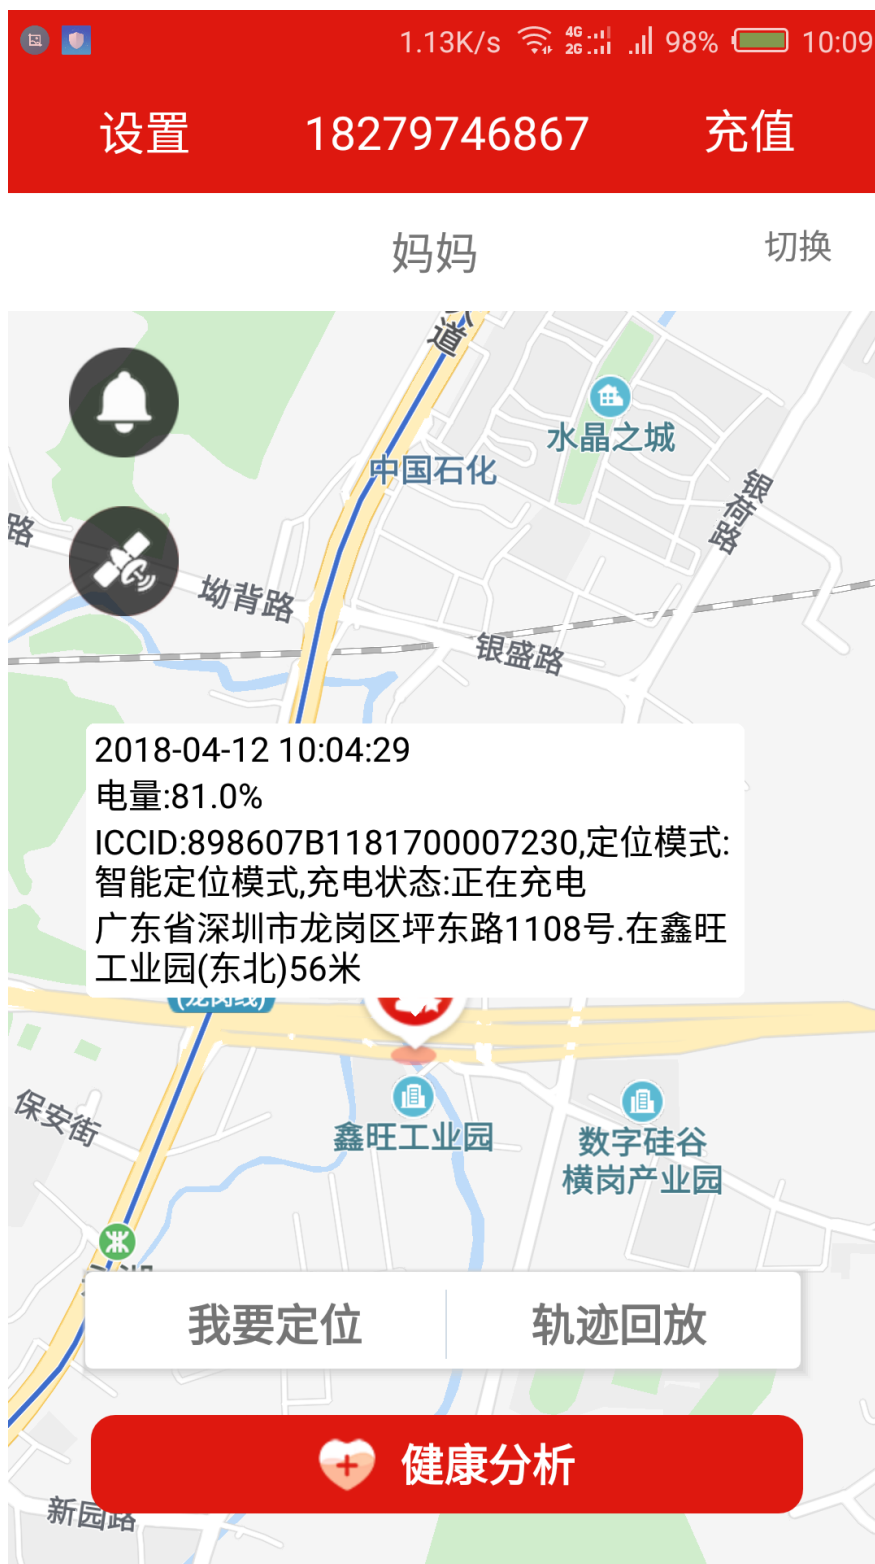 1.13K/s 4G 2G 98% 10:09
设置 18279746867 充值
妈妈 切换
道
水晶之城
中国石化
银荷路
路
坳背路
银盛路
2018-04-12 10:04:29
电量:81.0%
ICCID:898607B1181700007230,定位模式:
智能定位模式,充电状态:正在充电
广东省深圳市龙岗区坪东路1108号.在鑫旺
工业园(东北)56米
(龙岗线)
保安街
鑫旺工业园
数字硅谷
横岗产业园
我要定位 轨迹回放
健康分析
新园路